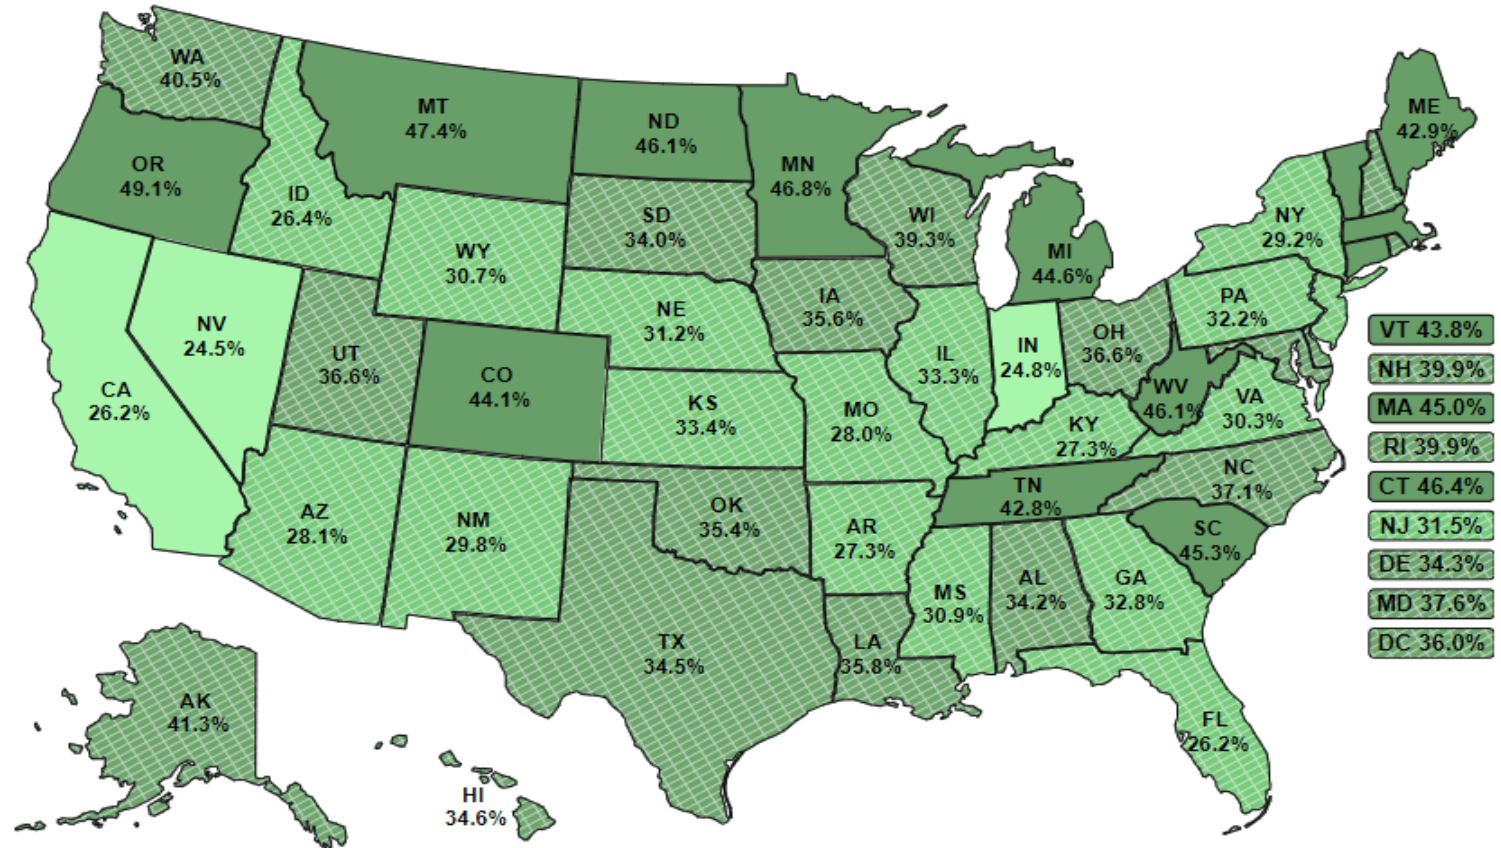 WA
40.5%
MT
47.4%
ND
46.1%
MN
46.8%
ME
42.9%
OR
49.1%
ID
26.4%
WY
30.7%
SD
34.0%
WI
39.3%
MI
44.6%
NY
29.2%
CA
26.2%
NV
24.5%
UT
36.6%
CO
44.1%
NE
31.2%
IA
35.6%
IL
33.3%
IN
24.8%
OH
36.6%
PA
32.2%
KS
33.4%
MO
28.0%
KY
27.3%
WV
46.1%
VA
30.3%
AZ
28.1%
NM
29.8%
OK
35.4%
AR
27.3%
TN
42.8%
NC
37.1%
SC
45.3%
TX
34.5%
LA
35.8%
MS
30.9%
AL
34.2%
GA
32.8%
FL
26.2%
AK
41.3%
HI
34.6%
VT 43.8%
NH 39.9%
MA 45.0%
RI 39.9%
CT 46.4%
NJ 31.5%
DE 34.3%
MD 37.6%
DC 36.0%